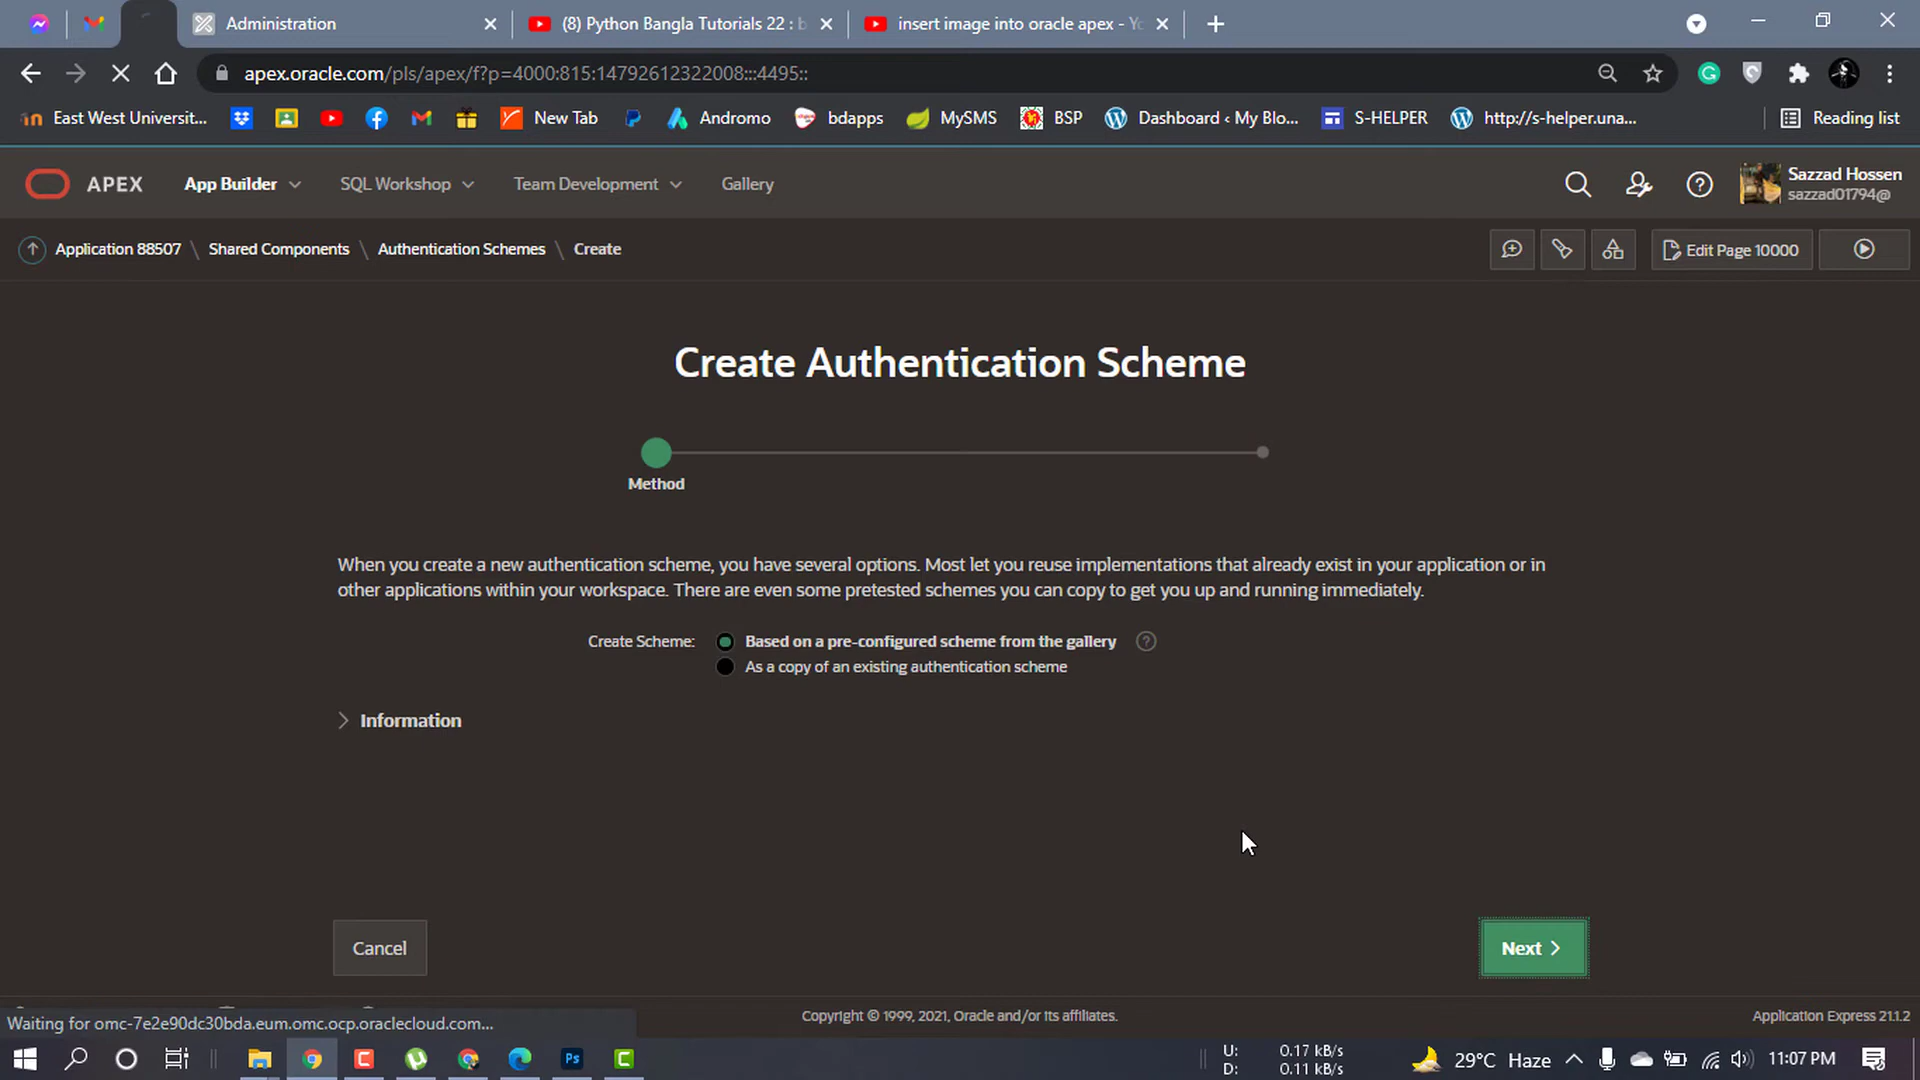 Administration
(8) Python Bangla Tutorials 22 : b
insert image into oracle apex - Yo
apex.oracle.com/pls/apex/f?p=4000:815:14792612322008:::4495::
East West Universit...
New Tab
Andromo
bdapps
MySMS
BSP
Dashboard ‹ My Blo...
S-HELPER
http://s-helper.una...
Reading list
APEX
App Builder
SQL Workshop
Team Development
Gallery
Sazzad Hossen
sazzad01794@
Application 88507 \ Shared Components \ Authentication Schemes \ Create
Edit Page 10000
Create Authentication Scheme
Method
When you create a new authentication scheme, you have several options. Most let you reuse implementations that already exist in your application or in
other applications within your workspace. There are even some pretested schemes you can copy to get you up and running immediately.
Create Scheme:
Based on a pre-configured scheme from the gallery
As a copy of an existing authentication scheme
Information
Cancel
Next
Waiting for omc-7e2e90dc30bda.eum.omc.ocp.oraclecloud.com...
Copyright © 1999, 2021, Oracle and/or its affiliates.
Application Express 21.1.2
U: 0.17 kB/s
D: 0.11 kB/s
29°C Haze
11:07 PM